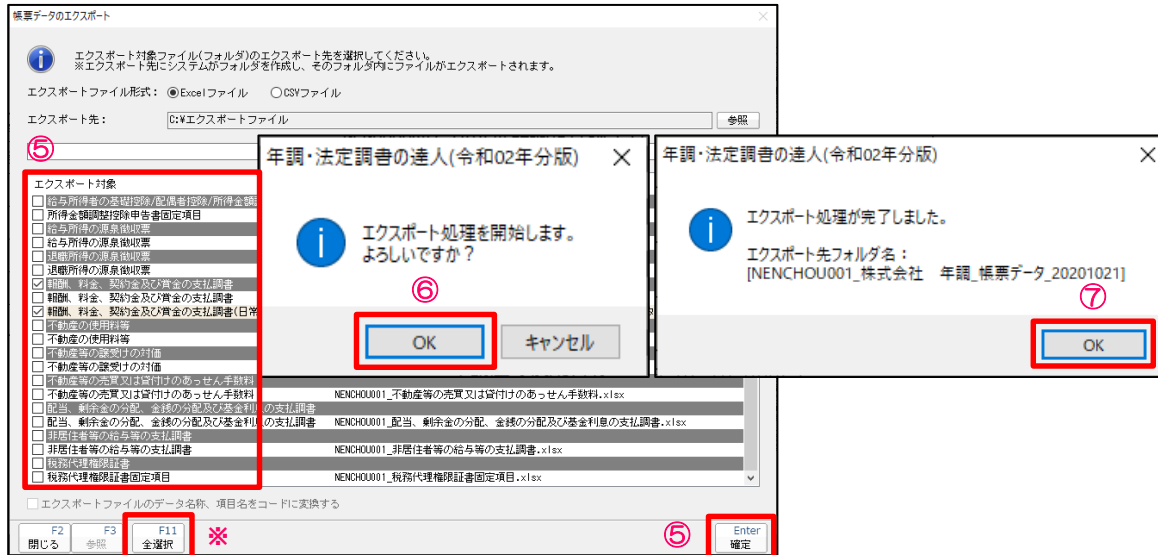 帳票データのエクスポート
エクスポート対象ファイル(フォルダ)のエクスポート先を選択してください。
※エクスポート先にシステムがフォルダを作成し、そのフォルダ内にファイルがエクスポートされます。
エクスポートファイル形式： Excelファイル CSVファイル
エクスポート先： C:¥エクスポートファイル 参照
⑤
エクスポート対象
給与所得者の基礎控除/配偶者控除/所得金額
所得金額調整控除申告書固定項目
給与所得の源泉徴収票
給与所得の源泉徴収票
退職所得の源泉徴収票
退職所得の源泉徴収票
報酬、料金、契約金及び賞金の支払調書
報酬、料金、契約金及び賞金の支払調書
報酬、料金、契約金及び賞金の支払調書(日常
不動産の使用料等
不動産の使用料等
不動産等の譲受けの対価
不動産等の譲受けの対価
不動産等の売買又は貸付けのあっせん手数料
不動産等の売買又は貸付けのあっせん手数料 NENCHOU001_不動産等の売買又は貸付けのあっせん手数料.xlsx
配当、剰余金の分配、金銭の分配及び基金利息の支払調書
配当、剰余金の分配、金銭の分配及び基金利息の支払調書 NENCHOU001_配当、剰余金の分配、金銭の分配及び基金利息の支払調書.xlsx
非居住者等の給与等の支払調書
非居住者等の給与等の支払調書 NENCHOU001_非居住者等の給与等の支払調書.xlsx
税務代理権限証書
税務代理権限証書固定項目 NENCHOU001_税務代理権限証書固定項目.xlsx
エクスポートファイルのデータ名称、項目名をコードに変換する
F2 閉じる
F3 参照
F11 全選択
※
⑤
Enter 確定
年調・法定調書の達人(令和02年分版)
エクスポート処理を開始します。
よろしいですか？
⑥
OK キャンセル
年調・法定調書の達人(令和02年分版)
エクスポート処理が完了しました。
エクスポート先フォルダ名：
[NENCHOU001_株式会社 年調_帳票データ_20201021]
⑦
OK